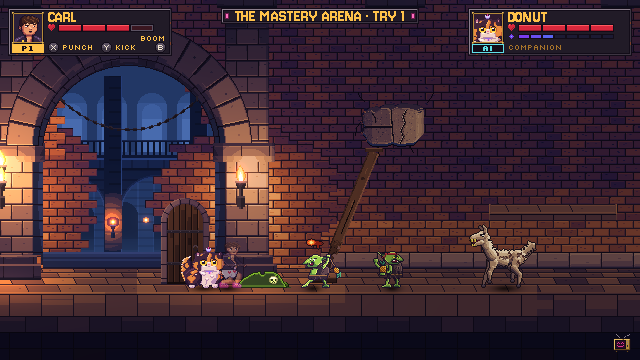 CARL
P1
X PUNCH Y KICK
BOOM
B
THE MASTERY ARENA · TRY 1
DONUT
AI
COMPANION